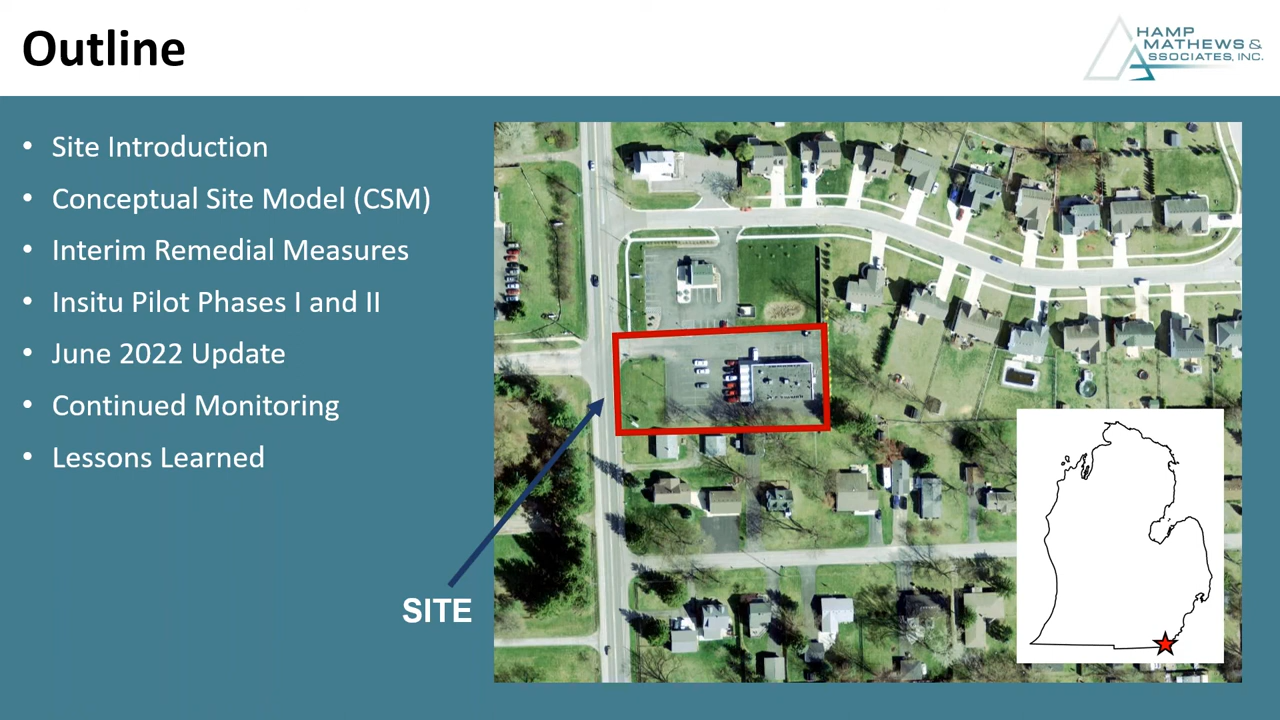 Outline
HAMP
MATHEWS &
SSOCIATES, INC.
• Site Introduction
• Conceptual Site Model (CSM)
• Interim Remedial Measures
• Insitu Pilot Phases I and II
• June 2022 Update
• Continued Monitoring
• Lessons Learned
SITE